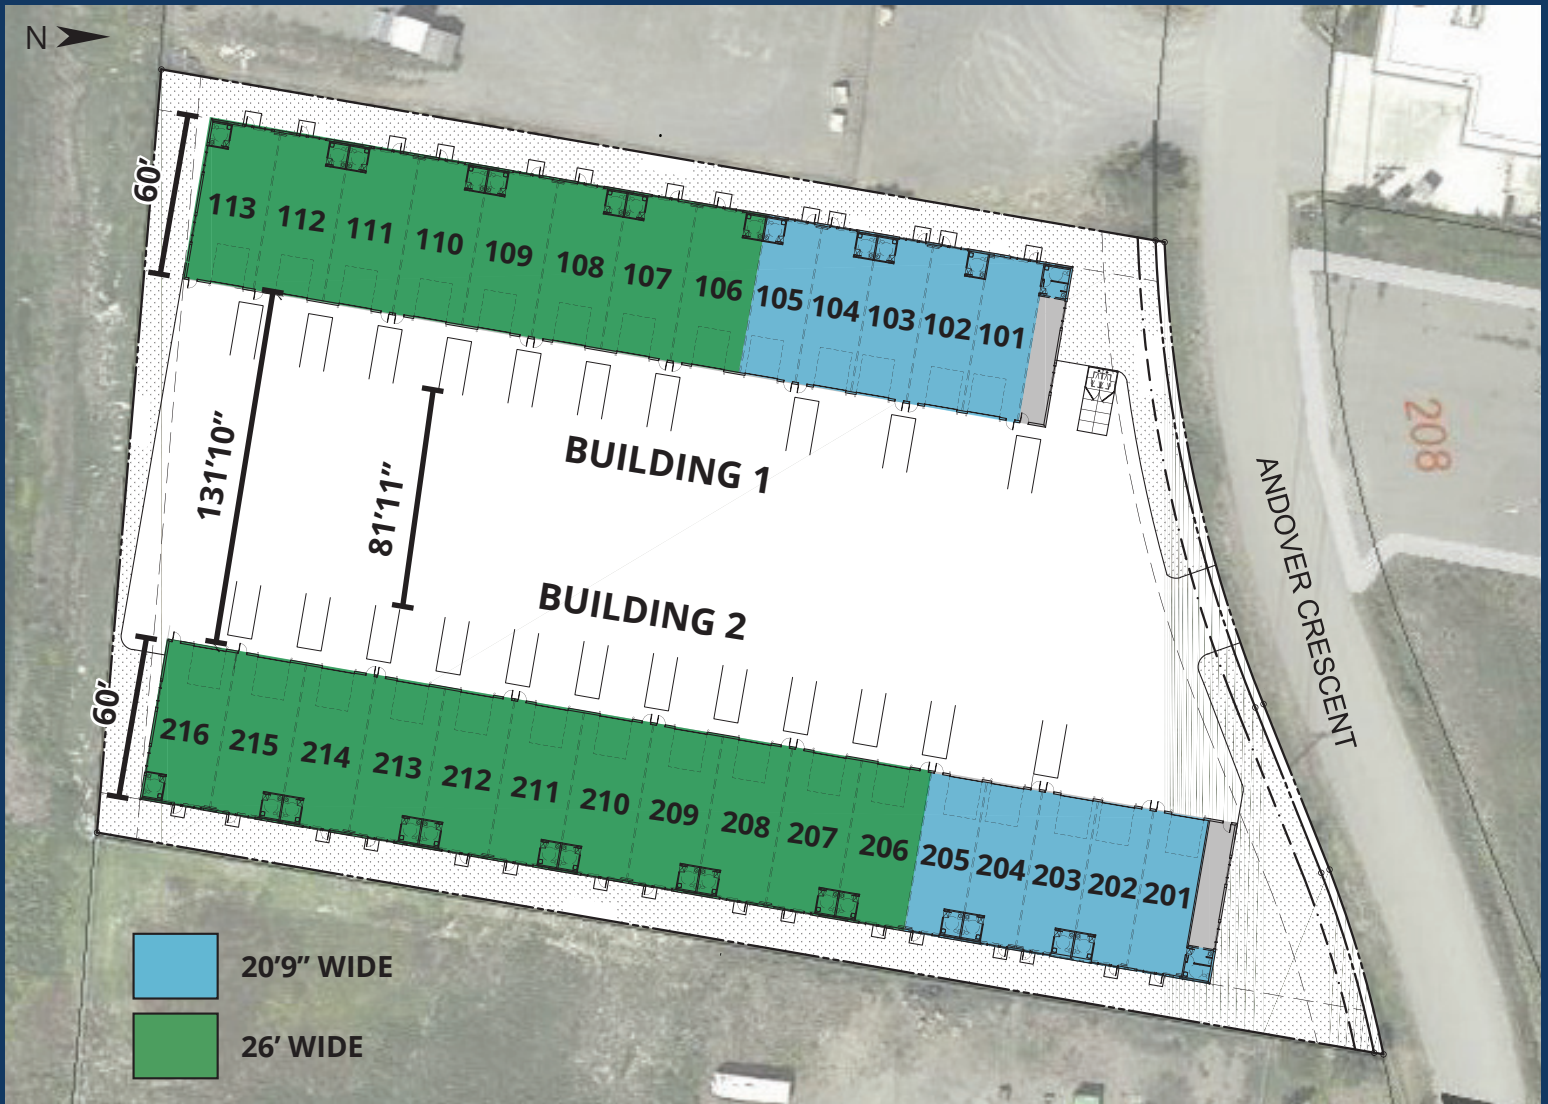 N
60’
113 112 111 110 109 108 107 106 105 104 103 102 101
131’10”
81’11”
BUILDING 1
BUILDING 2
208
ANDOVER CRESCENT
60’
216 215 214 213 212 211 210 209 208 207 206 205 204 203 202 201
20’9” WIDE
26’ WIDE